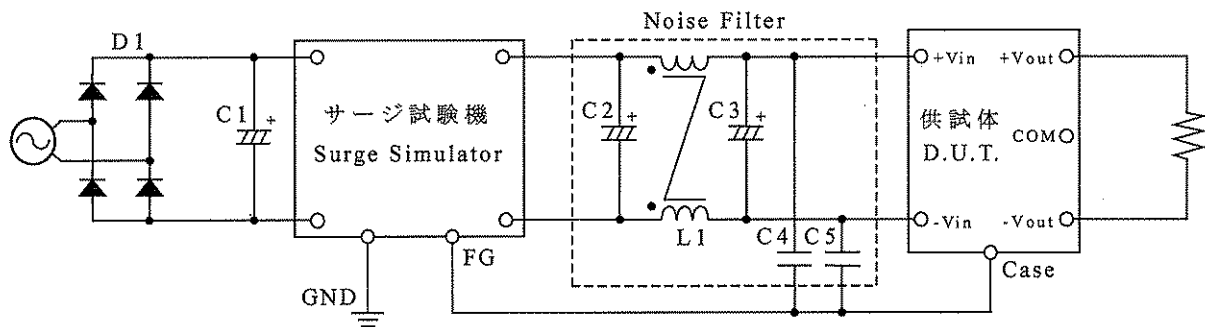 Noise Filter
D1
C1
+
サージ試験機
Surge Simulator
C2
+
C3
+
L1
C4
C5
+Vin
+Vout
供試体
D.U.T.
COM
-Vin
-Vout
FG
GND
Case